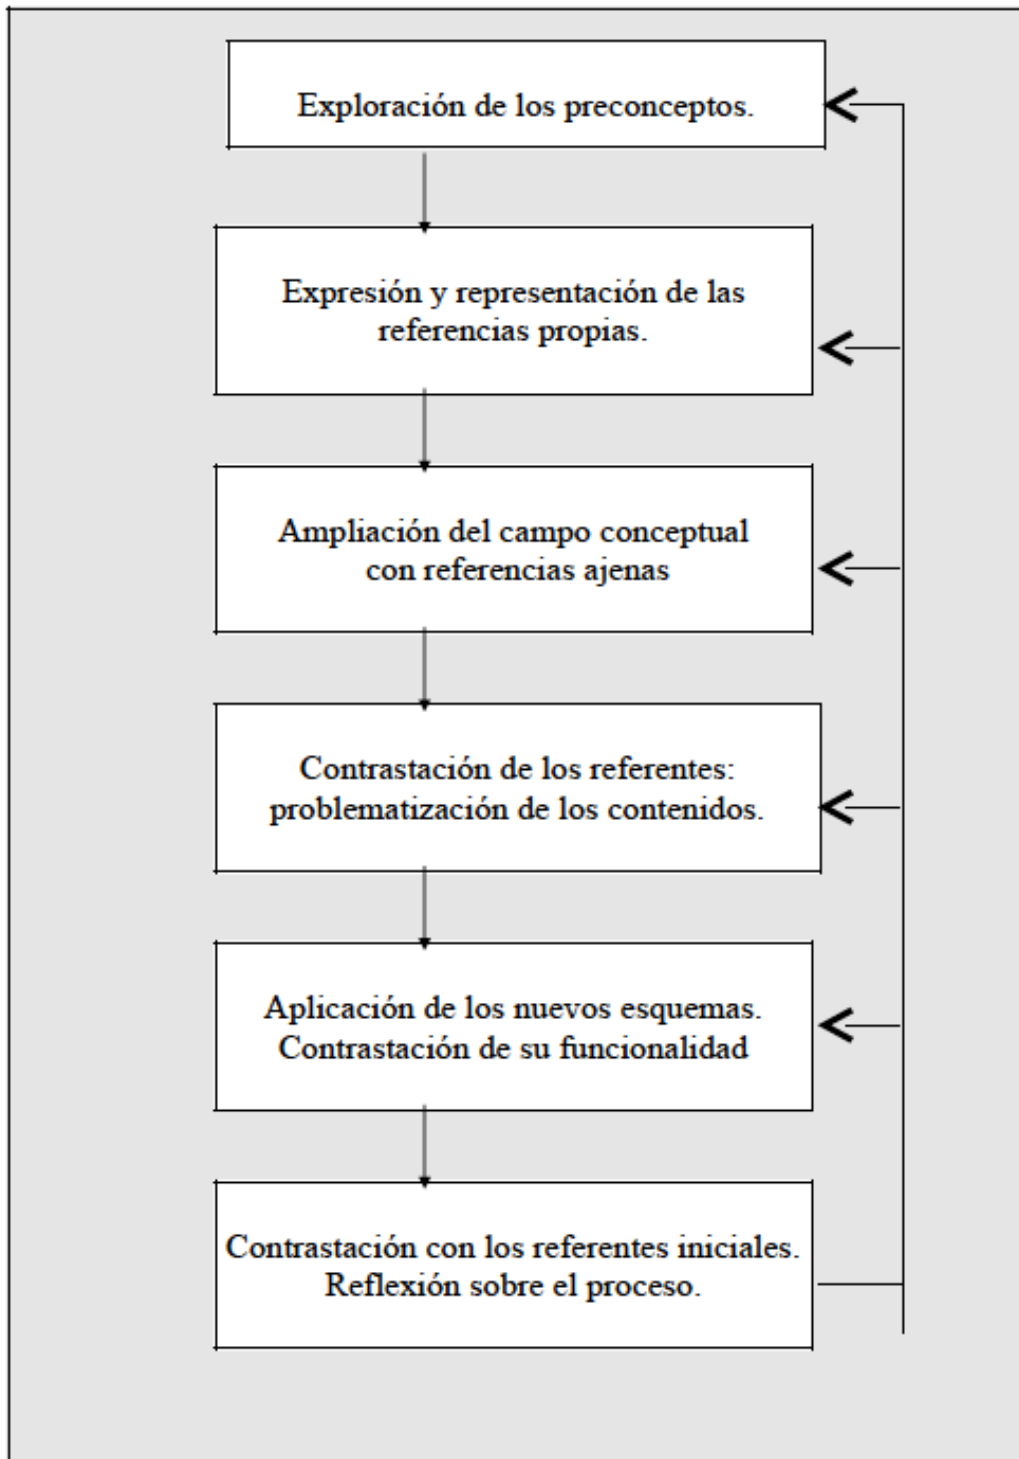 Exploración de los preconceptos.
Expresión y representación de las
referencias propias.
Ampliación del campo conceptual
con referencias ajenas
Contrastación de los referentes:
problematización de los contenidos.
Aplicación de los nuevos esquemas.
Contrastación de su funcionalidad
Contrastación con los referentes iniciales.
Reflexión sobre el proceso.